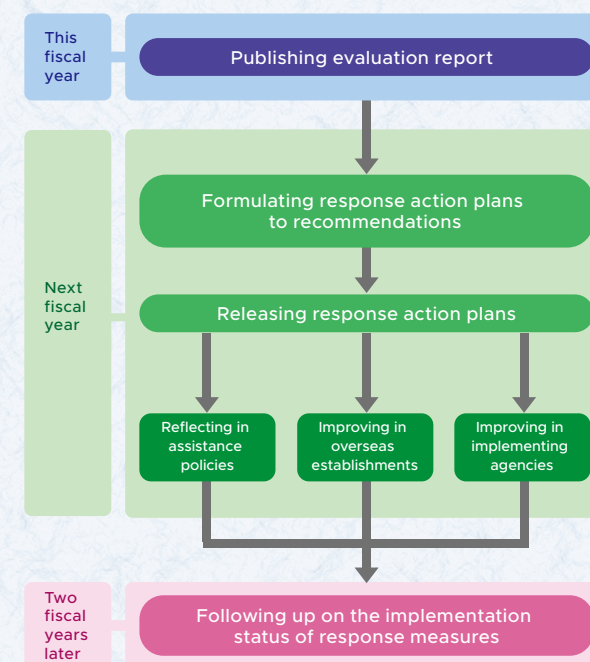 This
fiscal
year
Publishing evaluation report
Next
fiscal
year
Formulating response action plans
to recommendations
Releasing response action plans
Reflecting in
assistance
policies
Improving in
overseas
establishments
Improving in
implementing
agencies
Two
fiscal
years
later
Following up on the implementation
status of response measures